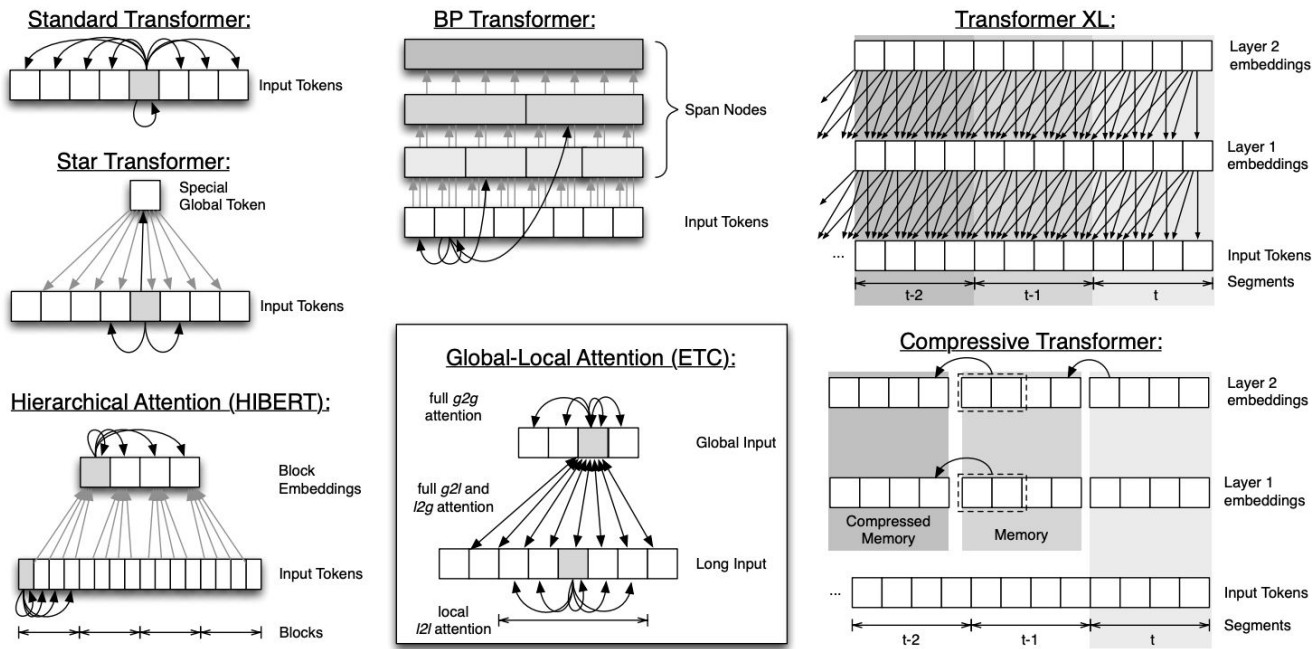 Standard Transformer:
Input Tokens
Star Transformer:
Special
Global Token
Input Tokens
Hierarchical Attention (HIBERT):
Block
Embeddings
Input Tokens
Blocks
BP Transformer:
Span Nodes
Input Tokens
Global-Local Attention (ETC):
full g2g
attention
Global Input
full g2l and
l2g
attention
Long Input
local
l2l attention
Transformer XL:
Layer 2
embeddings
Layer 1
embeddings
...
Input Tokens
Segments
t-2
t-1
t
Compressive Transformer:
Layer 2
embeddings
Layer 1
embeddings
Compressed
Memory
Memory
...
Input Tokens
Segments
t-2
t-1
t